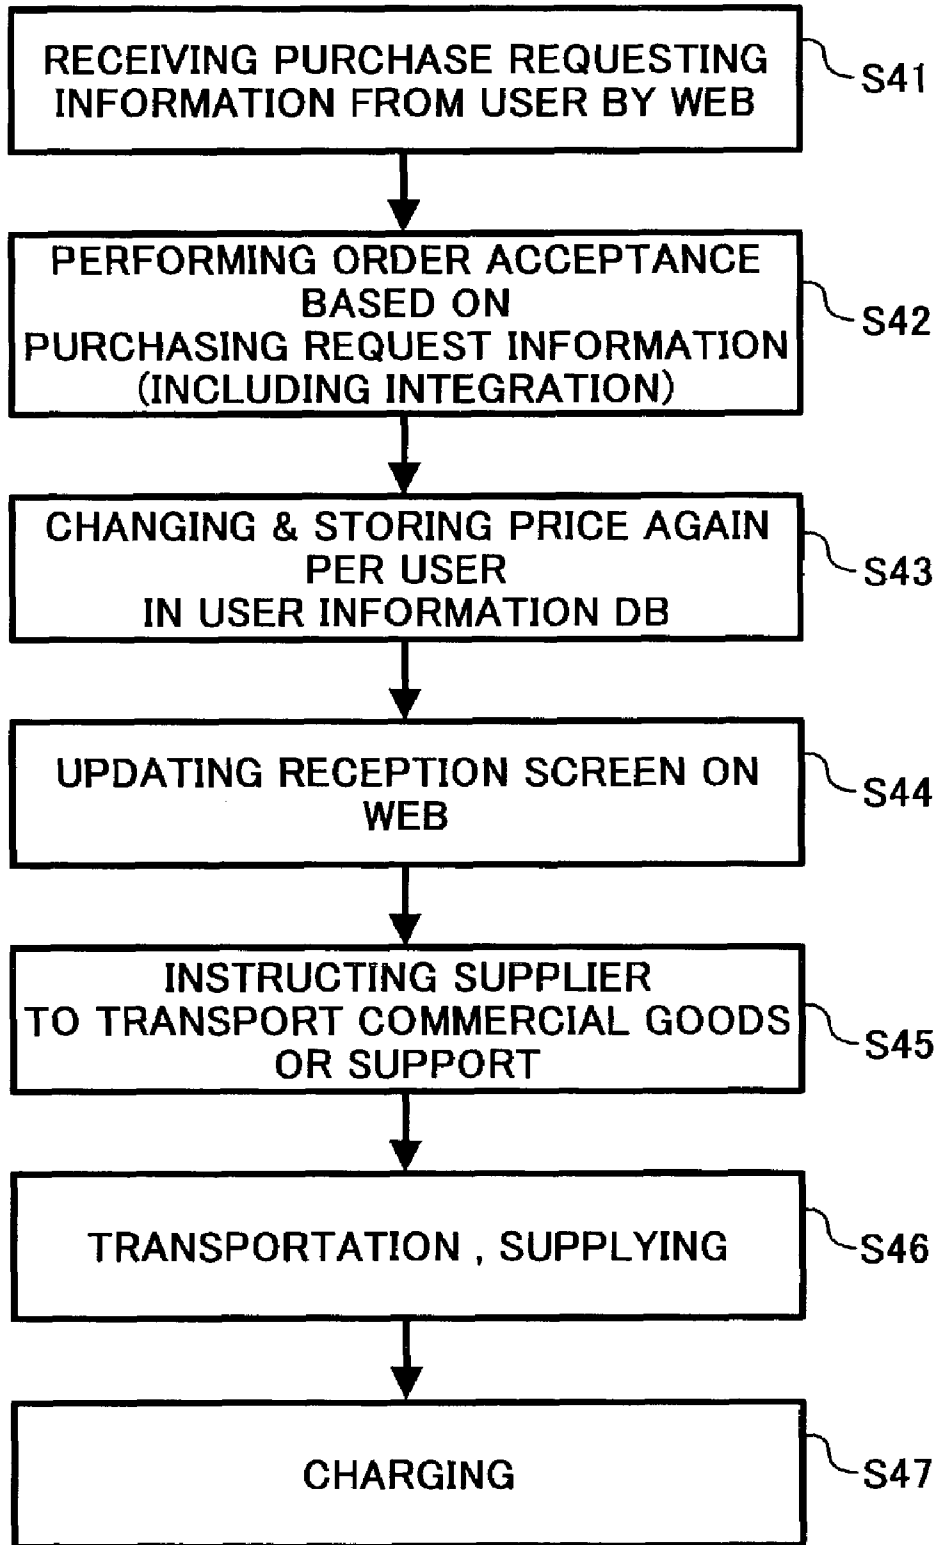 RECEIVING PURCHASE REQUESTING
INFORMATION FROM USER BY WEB
S41
PERFORMING ORDER ACCEPTANCE
BASED ON
PURCHASING REQUEST INFORMATION
(INCLUDING INTEGRATION)
S42
CHANGING & STORING PRICE AGAIN
PER USER
IN USER INFORMATION DB
S43
UPDATING RECEPTION SCREEN ON
WEB
S44
INSTRUCTING SUPPLIER
TO TRANSPORT COMMERCIAL GOODS
OR SUPPORT
S45
TRANSPORTATION , SUPPLYING
S46
CHARGING
S47